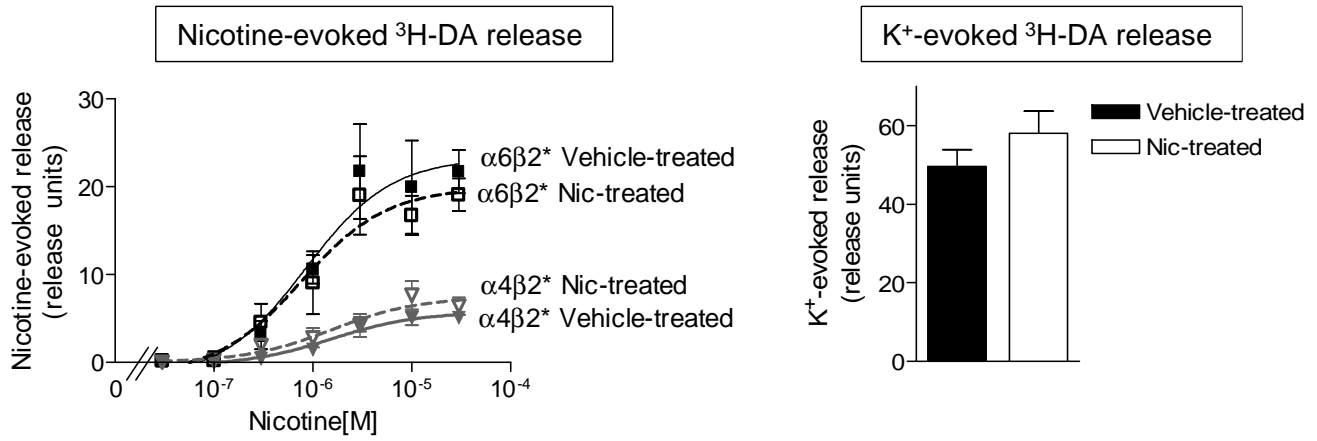 Nicotine-evoked ³H-DA release
Nicotine-evoked release
(release units)
30
20
10
0
0
10⁻⁷
10⁻⁶
10⁻⁵
10⁻⁴
Nicotine[M]
α6β2* Vehicle-treated
α6β2* Nic-treated
α4β2* Nic-treated
α4β2* Vehicle-treated
K⁺-evoked ³H-DA release
K⁺-evoked release
(release units)
60
40
20
0
Vehicle-treated
Nic-treated